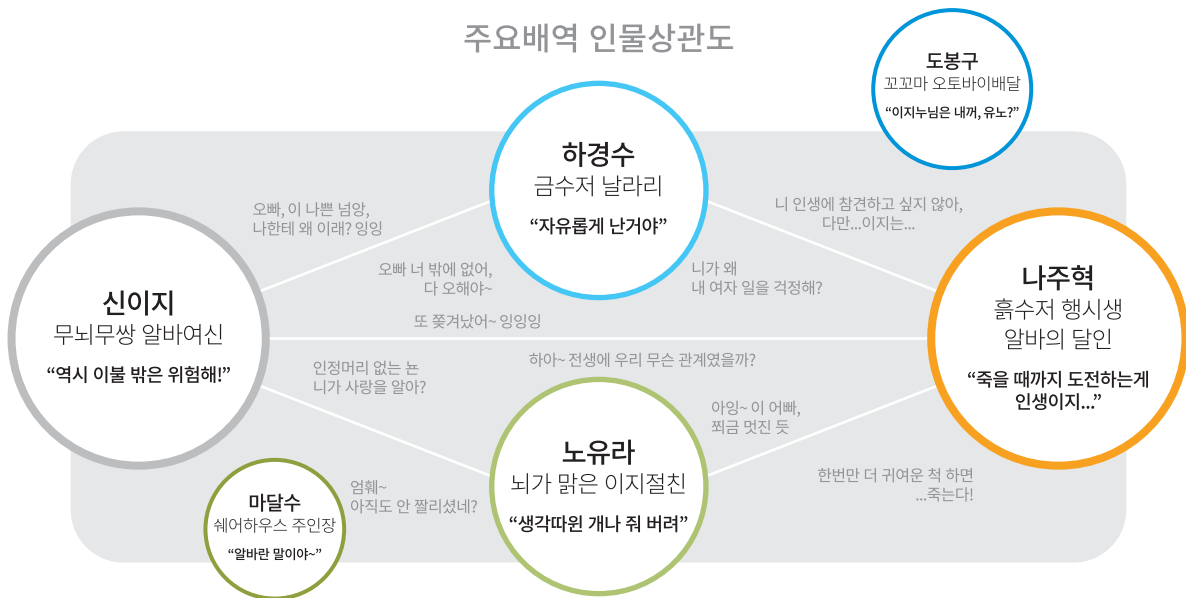 주요배역 인물상관도
도봉구
꼬꼬마 오토바이배달
“이지누님은 내꺼, 유노?”
하경수
금수저 날라리
“자유롭게 난거야”
오빠, 이 나쁜 넘앙,
나한테 왜 이래? 잉잉
니 인생에 참견하고 싶지 않아,
다만...이지는...
오빠 너 밖에 없어,
다 오해야~
니가 왜
내 여자 일을 걱정해?
신이지
무뇌무쌍 알바여신
“역시 이불 밖은 위험해!”
나주혁
흙수저 행시생
알바의 달인
“죽을 때까지 도전하는게
인생이지...”
또 쫒겨났어~ 잉잉잉
하아~ 전생에 우리 무슨 관계였을까?
인정머리 없는 뇬
니가 사랑을 알아?
아잉~ 이 어빠,
쬐금 멋진 듯
노유라
뇌가 맑은 이지절친
“생각따윈 개나 줘 버려”
엄훼~
아직도 안 짤리셨네?
한번만 더 귀여운 척 하면
...죽는다!
마달수
쉐어하우스 주인장
“알바란 말이야~”